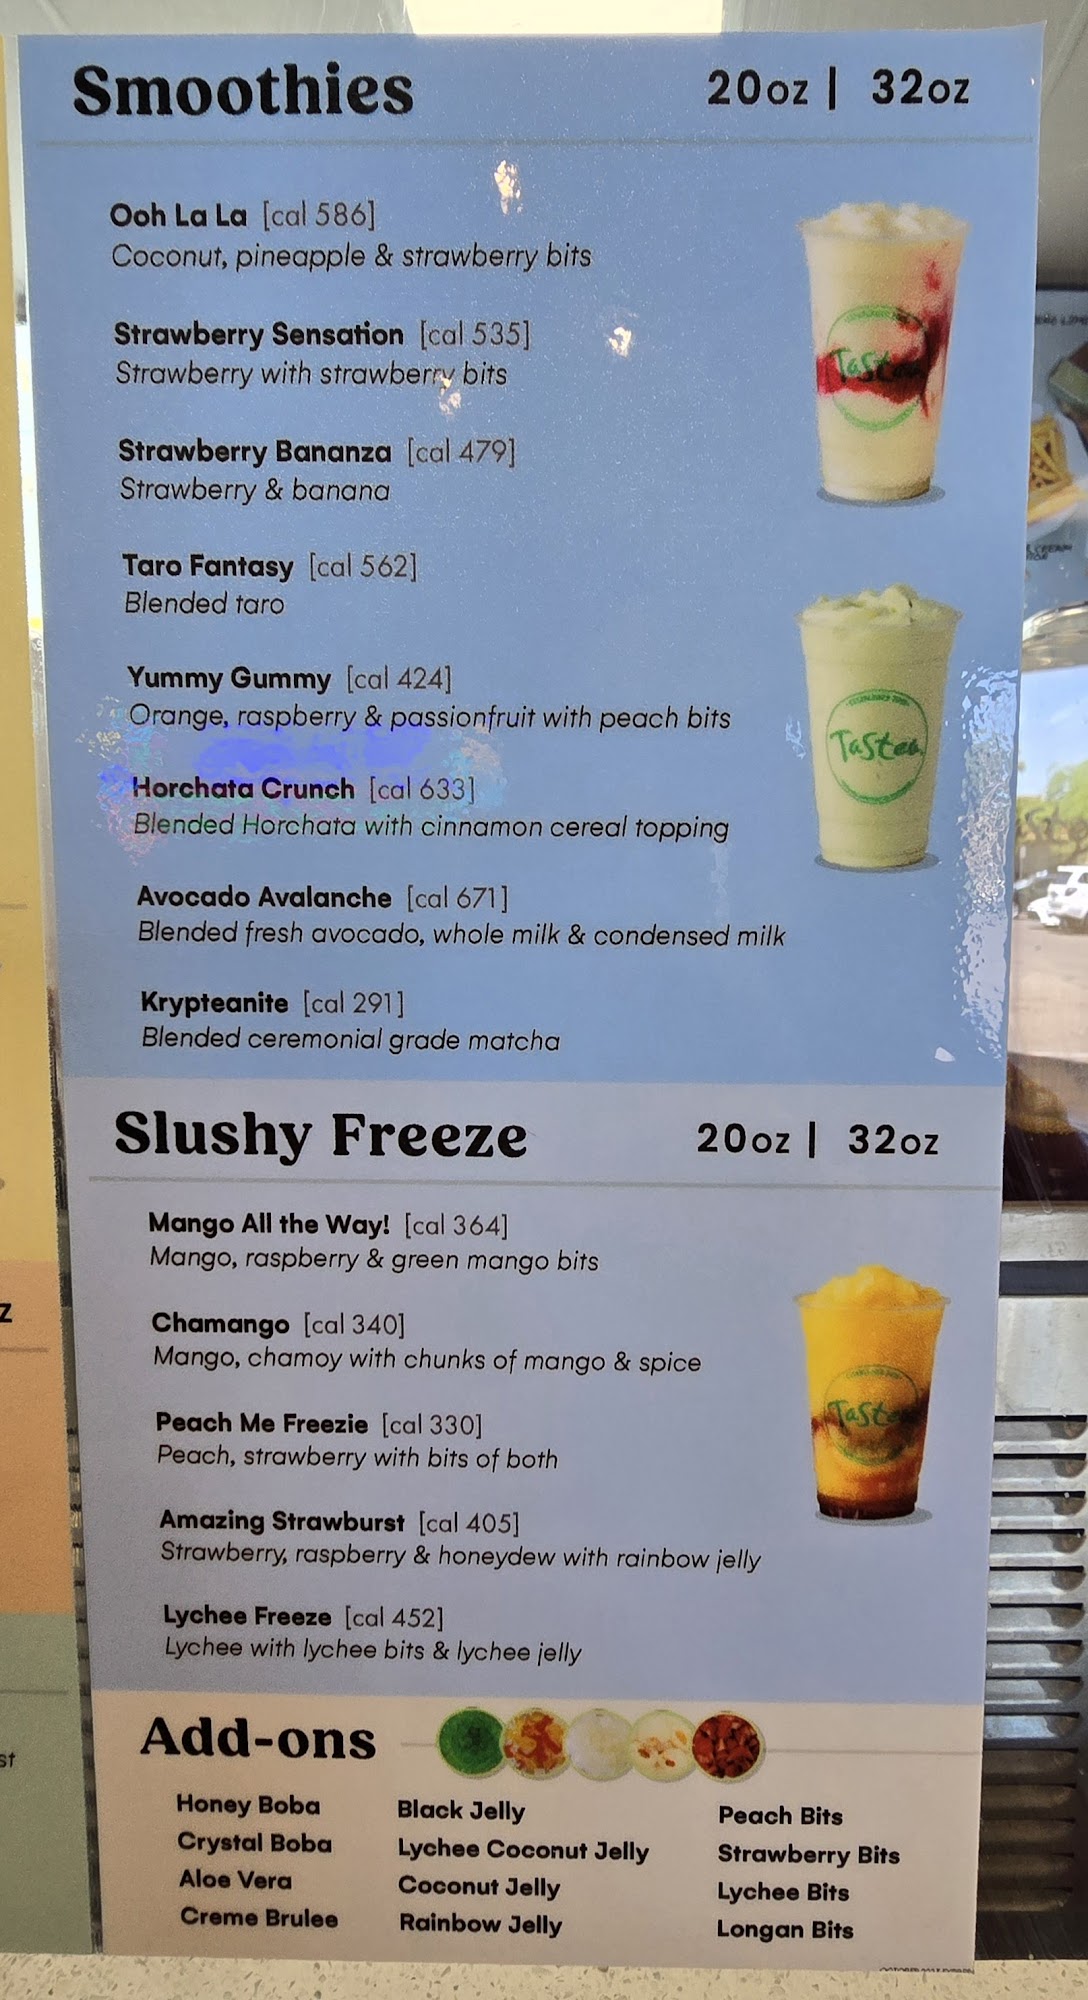 Smoothies 20oz | 32oz
Ooh La La [cal 586]
Coconut, pineapple & strawberry bits
Strawberry Sensation [cal 535]
Strawberry with strawberry bits
Strawberry Bananza [cal 479]
Strawberry & banana
Taro Fantasy [cal 562]
Blended taro
Yummy Gummy [cal 424]
Orange, raspberry & passionfruit with peach bits
Horchata Crunch [cal 633]
Blended Horchata with cinnamon cereal topping
Avocado Avalanche [cal 671]
Blended fresh avocado, whole milk & condensed milk
Krypteanite [cal 291]
Blended ceremonial grade matcha
Tastea
Tastea
Slushy Freeze 20oz | 32oz
Mango All the Way! [cal 364]
Mango, raspberry & green mango bits
Chamango [cal 340]
Mango, chamoy with chunks of mango & spice
Peach Me Freezie [cal 330]
Peach, strawberry with bits of both
Amazing Strawburst [cal 405]
Strawberry, raspberry & honeydew with rainbow jelly
Lychee Freeze [cal 452]
Lychee with lychee bits & lychee jelly
Tastea
Add-ons
Honey Boba
Crystal Boba
Aloe Vera
Creme Brulee
Black Jelly
Lychee Coconut Jelly
Coconut Jelly
Rainbow Jelly
Peach Bits
Strawberry Bits
Lychee Bits
Longan Bits